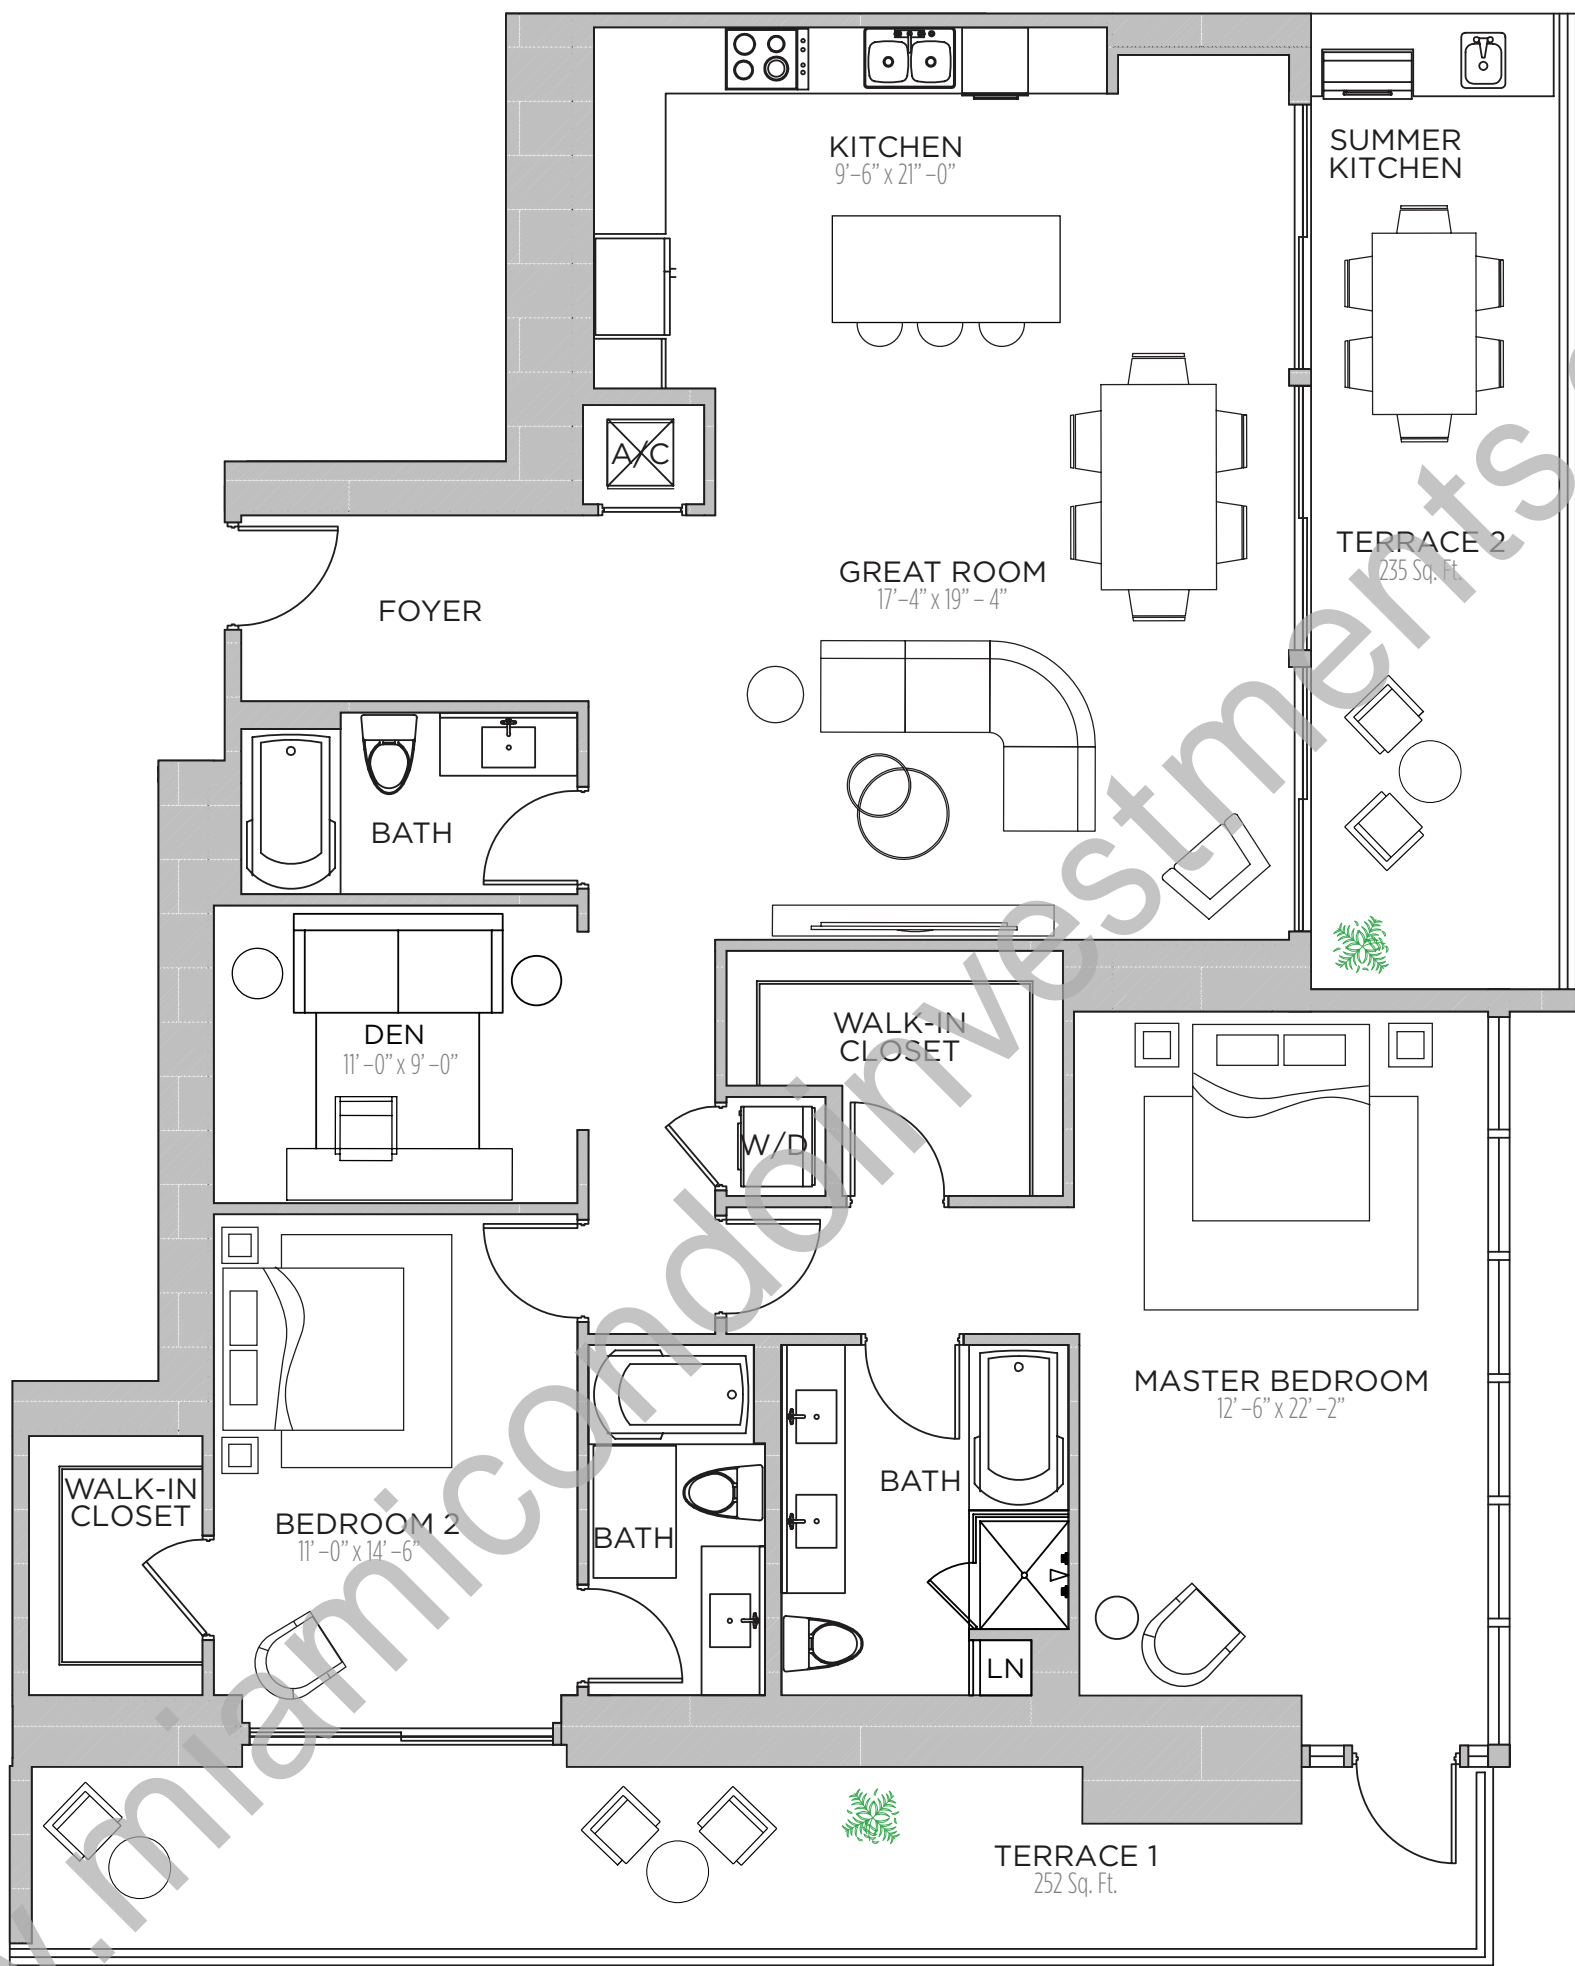 KITCHEN
9'–6" x 21"–0"
SUMMER
KITCHEN
A/C
TERRACE 2
235 Sq. Ft.
GREAT ROOM
17'–4" x 19" – 4"
FOYER
BATH
DEN
11' –0" x 9' –0"
WALK-IN
CLOSET
W/D
MASTER BEDROOM
12' –6" x 22' –2"
WALK-IN
CLOSET
BEDROOM 2
11' –0" x 14' –6"
BATH
BATH
LN
TERRACE 1
252 Sq. Ft.
w.miamicondoinvestments